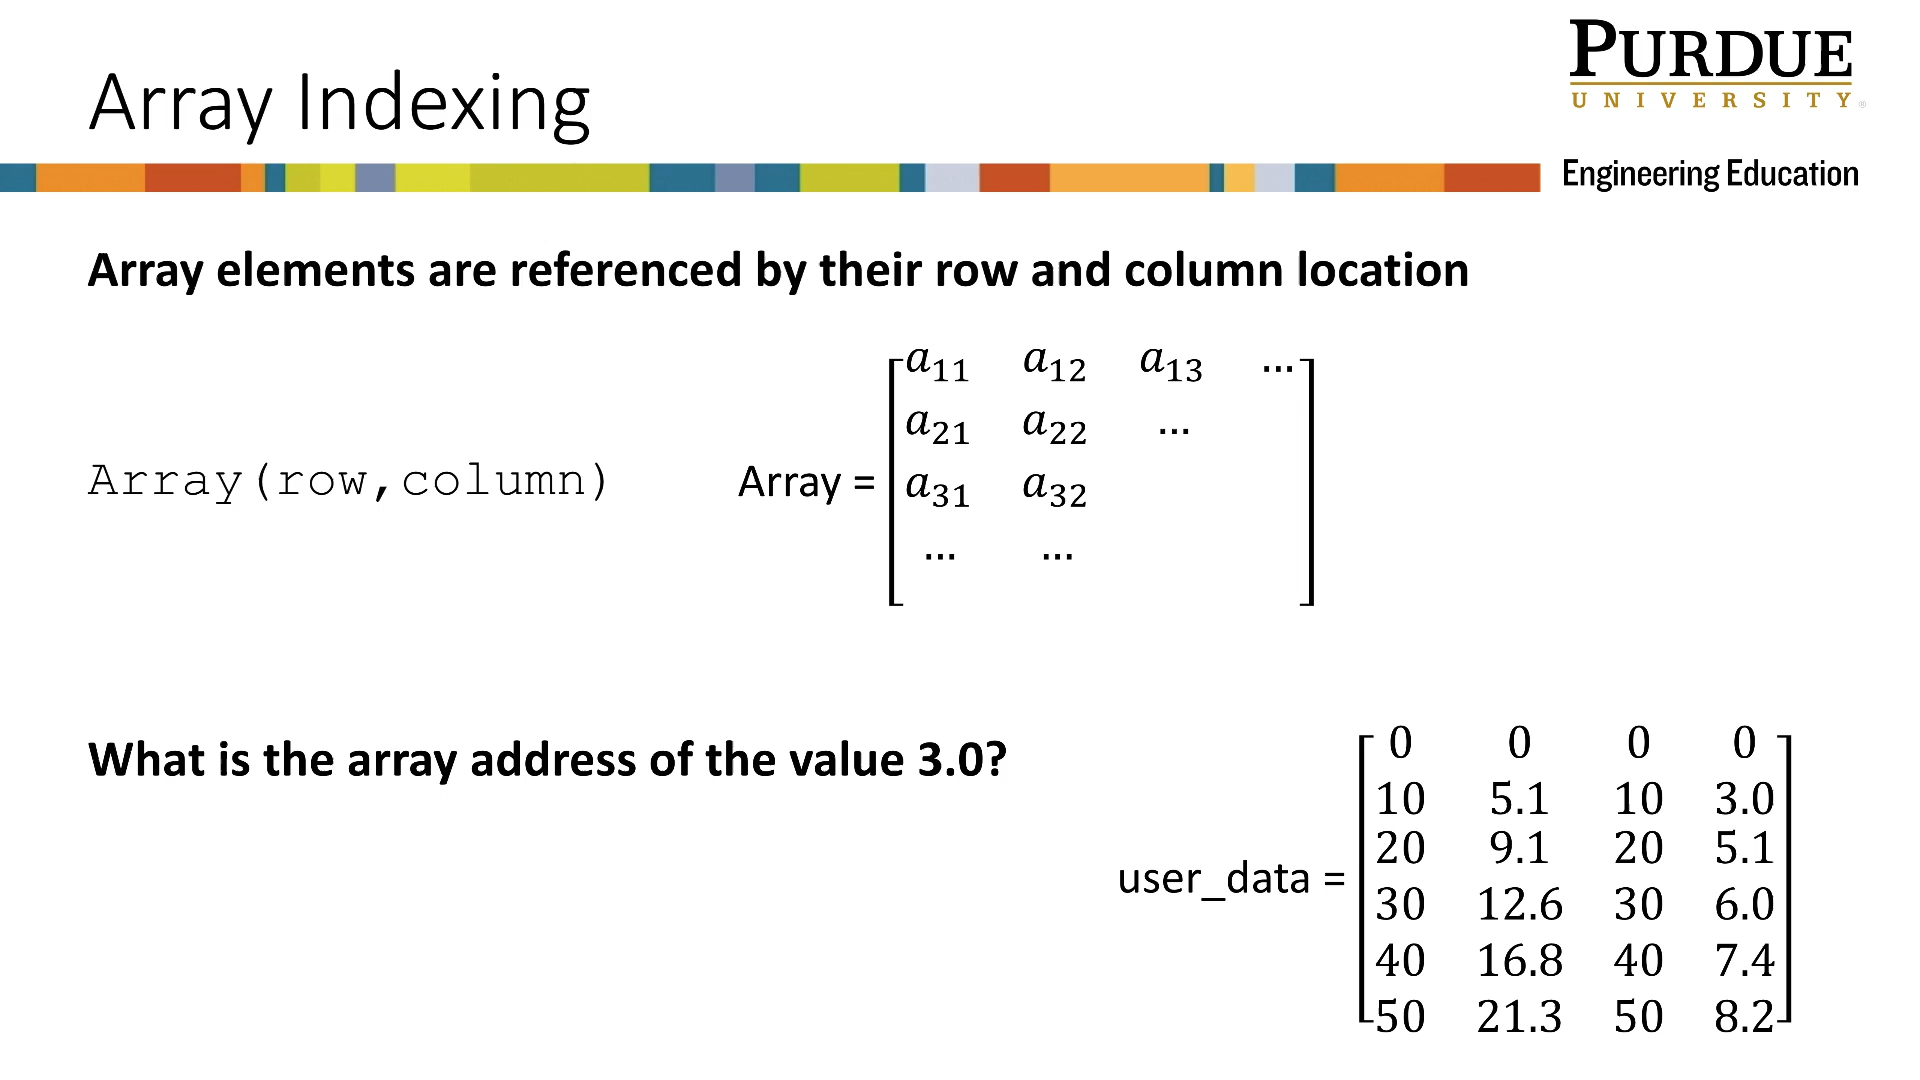 Array Indexing
PURDUE
UNIVERSITY®
Engineering Education
Array elements are referenced by their row and column location
Array(row,column)
Array =
a₁₁ a₁₂ a₁₃ ...
a₂₁ a₂₂ ...
a₃₁ a₃₂
... ...
What is the array address of the value 3.0?
user_data =
0 0 0 0
10 5.1 10 3.0
20 9.1 20 5.1
30 12.6 30 6.0
40 16.8 40 7.4
50 21.3 50 8.2